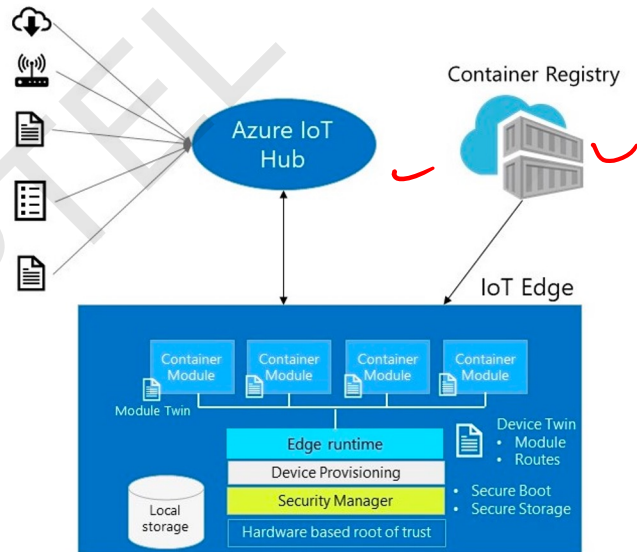 Azure IoT
Hub
Container Registry
IoT Edge
Container
Module
Container
Module
Container
Module
Container
Module
Module Twin
Edge runtime
Device Provisioning
Security Manager
Hardware based root of trust
Local
storage
Device Twin
• Module
• Routes
• Secure Boot
• Secure Storage
PTEL